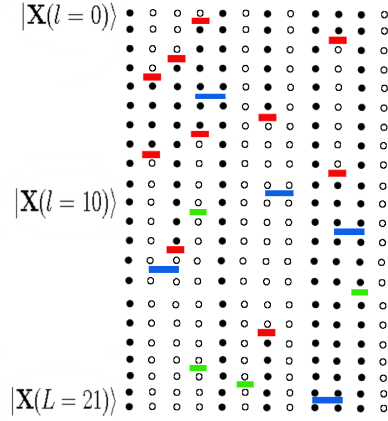 |X(l = 0)⟩
|X(l = 10)⟩
|X(L = 21)⟩